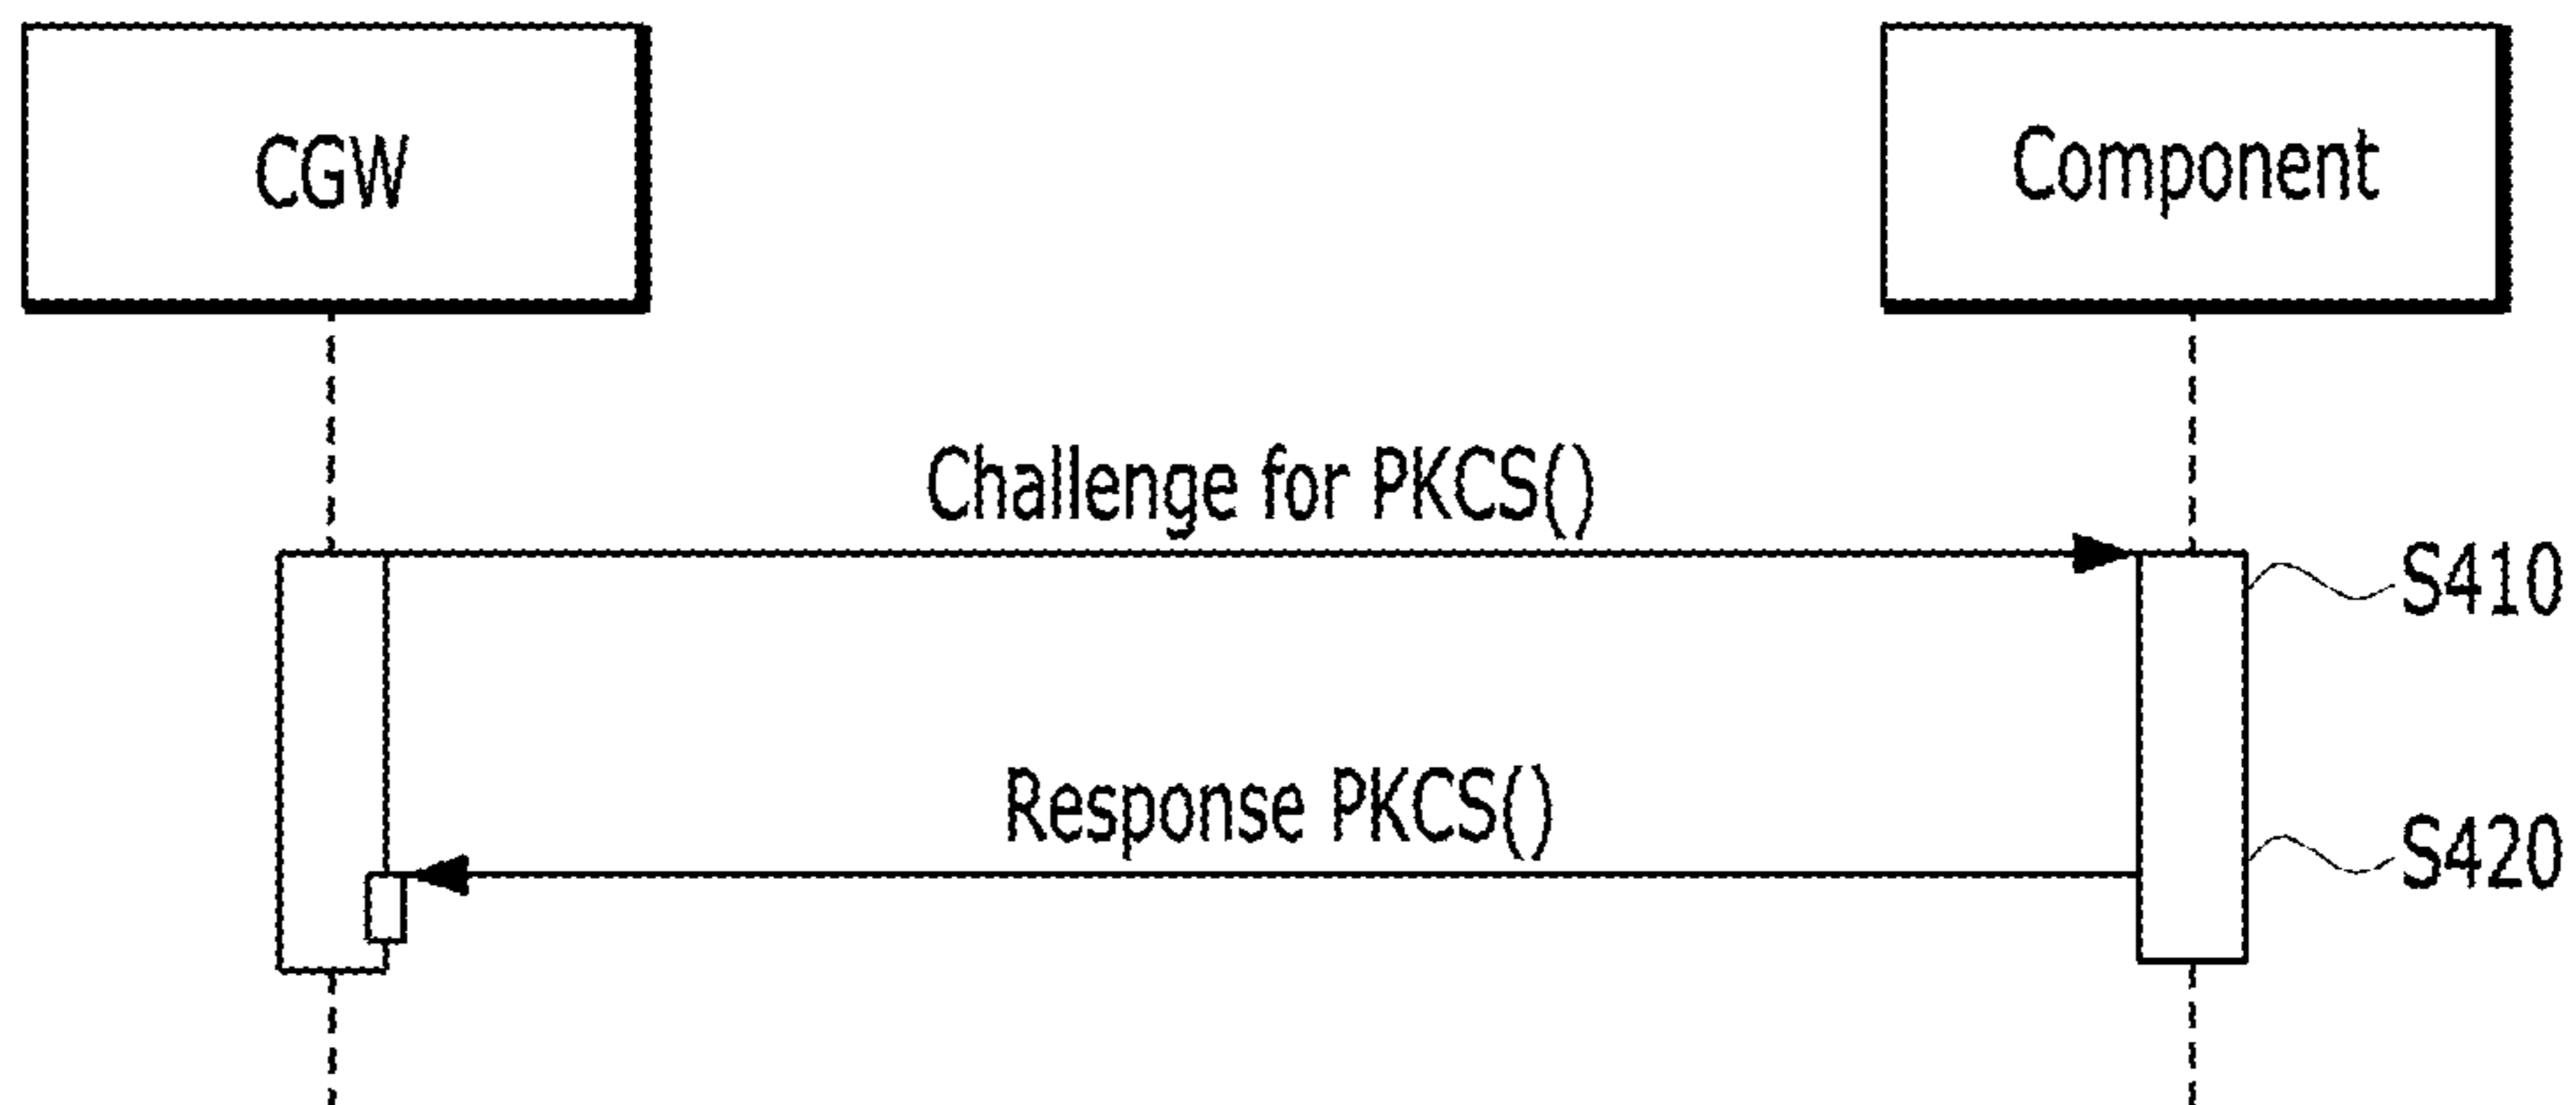 CGW
Component
Challenge for PKCS()
S410
Response PKCS()
S420